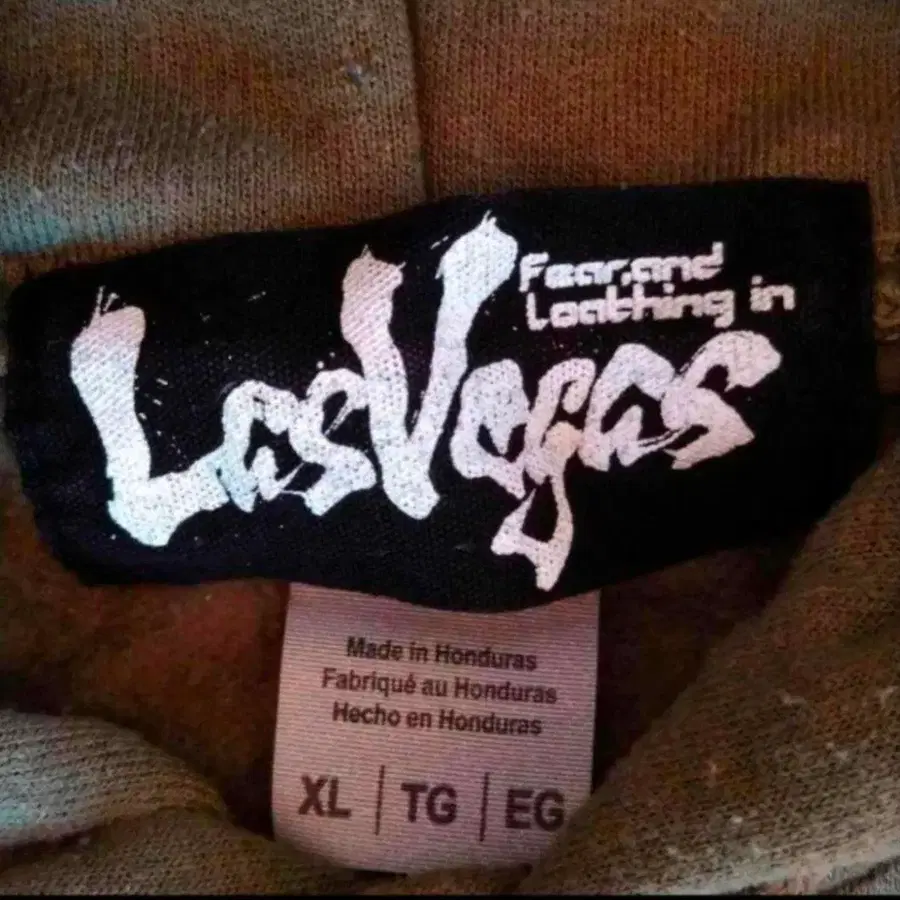 Fear,and
Loathing in
LasVegas
Made in Honduras
Fabriqué au Honduras
Hecho en Honduras
XL | TG | EG